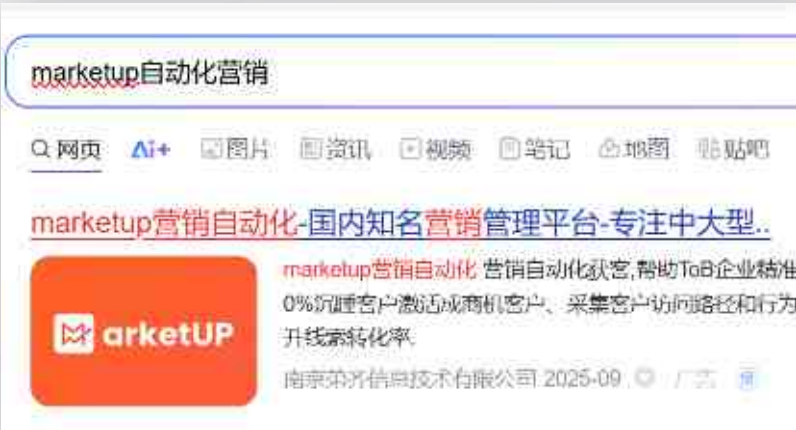 marketup自动化营销
网页 Ai+ 图片 资讯 视频 笔记 地图 贴吧
marketup营销自动化-国内知名营销管理平台-专注中大型..
marketup营销自动化 营销自动化获客,帮助ToB企业精准
arketUP
0%沉睡客户激活成商机客户、采集客户访问路径和行为
升线索转化率.
信息技术有限公司 2025-09 广告